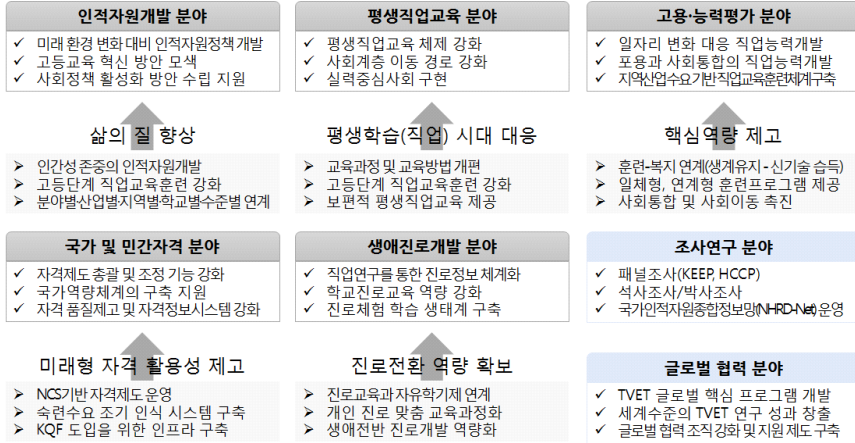 인적자원개발 분야
✓ 미래 환경 변화 대비 인적자원정책 개발
✓ 고등교육 혁신 방안 모색
✓ 사회정책 활성화 방안 수립 지원
삶의 질 향상
➢ 인간성 존중의 인적자원개발
➢ 고등단계 직업교육훈련 강화
➢ 분야별·산업별·지역별·학교별·수준별 연계
평생직업교육 분야
✓ 평생직업교육 체제 강화
✓ 사회계층 이동 경로 강화
✓ 실력중심사회 구현
평생학습(직업) 시대 대응
➢ 교육과정 및 교육방법 개편
➢ 고등단계 직업교육훈련 강화
➢ 보편적 평생직업교육 제공
고용·능력평가 분야
✓ 일자리 변화 대응 직업능력개발
✓ 포용과 사회통합의 직업능력개발
✓ 지역산업수요기반 직업교육훈련체계 구축
핵심역량 제고
➢ 훈련-복지 연계(생계유지 - 신기술 습득)
➢ 일체형, 연계형 훈련프로그램 제공
➢ 사회통합 및 사회이동 촉진
국가 및 민간자격 분야
✓ 자격제도 총괄 및 조정 기능 강화
✓ 국가역량체계의 구축 지원
✓ 자격 품질제고 및 자격정보시스템 강화
미래형 자격 활용성 제고
➢ NCS기반 자격제도 운영
➢ 숙련수요 조기 인식 시스템 구축
➢ KQF 도입을 위한 인프라 구축
생애진로개발 분야
✓ 직업연구를 통한 진로정보 체계화
✓ 학교진로교육 역량 강화
✓ 진로체험 학습 생태계 구축
진로전환 역량 확보
➢ 진로교육과 자유학기제 연계
➢ 개인 진로 맞춤 교육과정화
➢ 생애전반 진로개발 역량화
조사연구 분야
✓ 패널조사(KEEP, HCCP)
✓ 석사조사/박사조사
✓ 국가인적자원종합정보망(NHRD-Net) 운영
글로벌 협력 분야
✓ TVET 글로벌 핵심 프로그램 개발
✓ 세계수준의 TVET 연구 성과 창출
✓ 글로벌 협력 조직 강화 및 지원 제도 구축